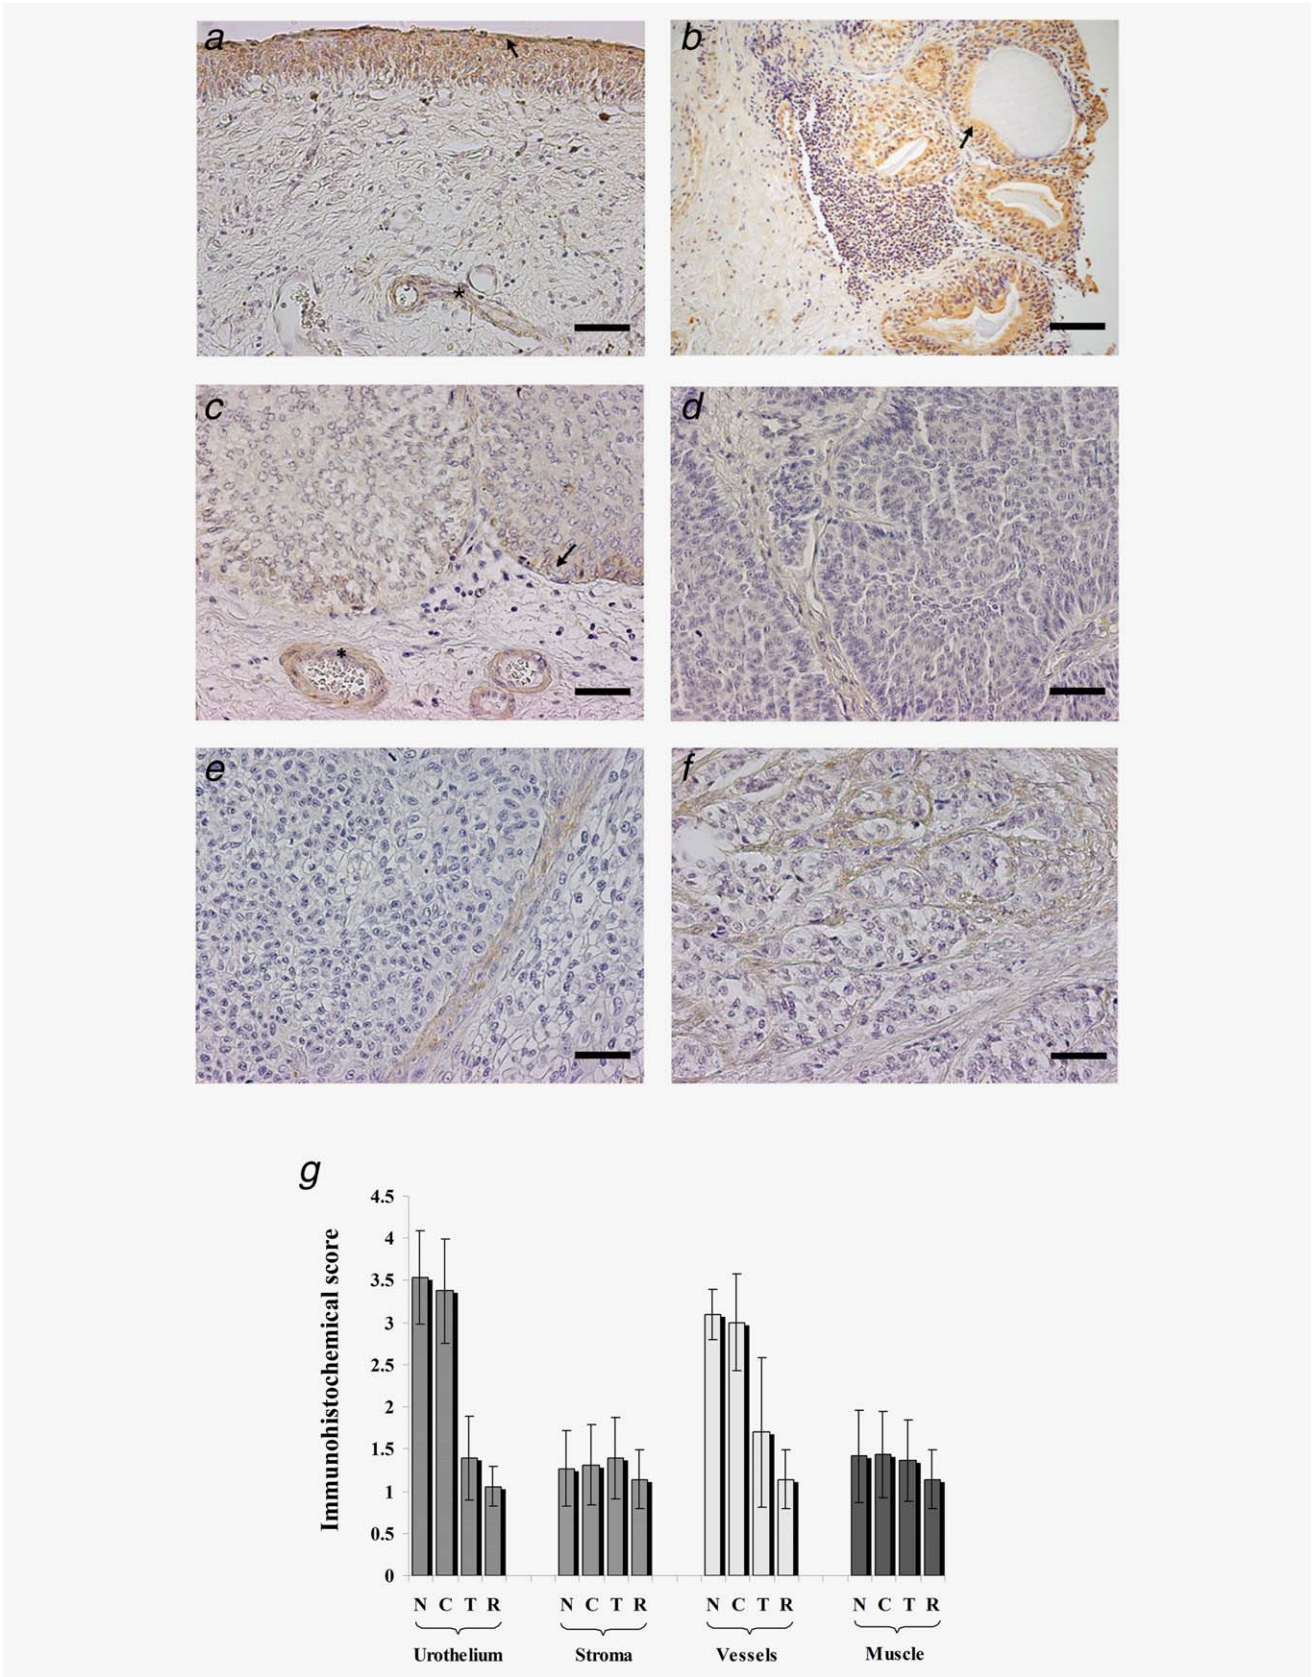 a
b
c
d
*
*
e
f
g
Immunohistochemical score
4.5
4
3.5
3
2.5
2
1.5
1
0.5
0
N C T R N C T R N C T R N C T R
Urothelium Stroma Vessels Muscle